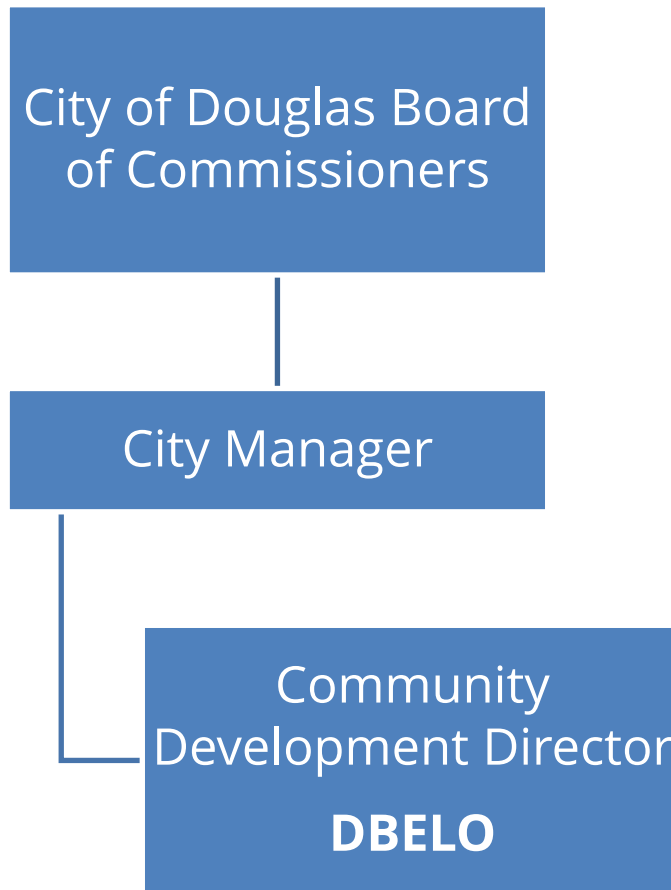 City of Douglas Board
of Commissioners
City Manager
Community
Development Director
DBELO